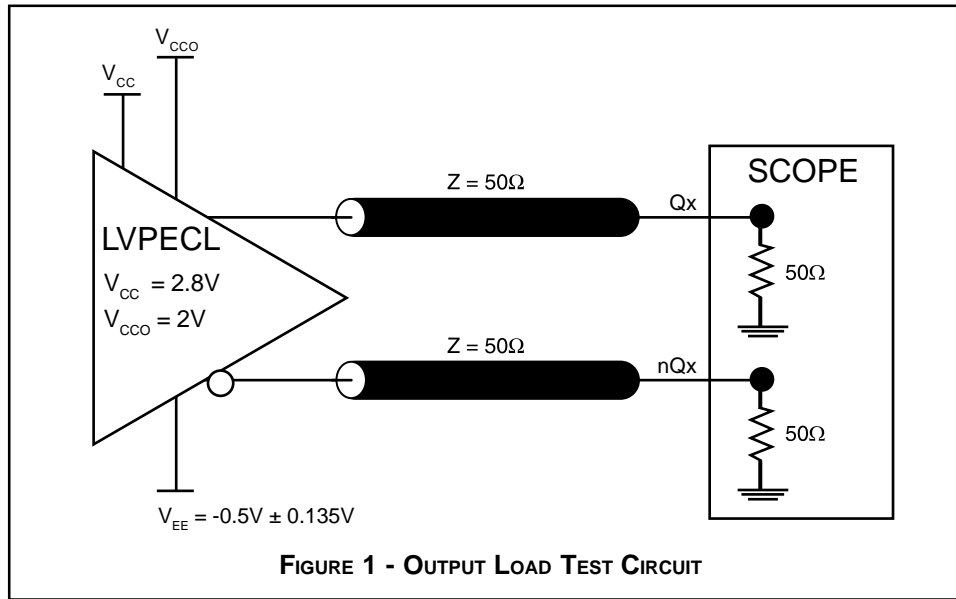 V_CCO
V_CC
Z = 50Ω
Qx
SCOPE
LVPECL
V_CC = 2.8V
V_CCO = 2V
50Ω
Z = 50Ω
nQx
50Ω
V_EE = -0.5V ± 0.135V
FIGURE 1 - OUTPUT LOAD TEST CIRCUIT